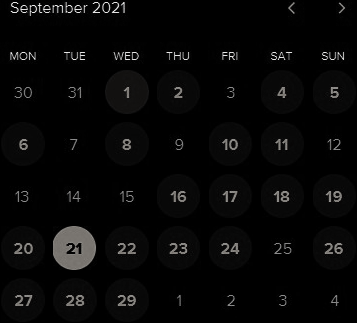 September 2021
MON TUE WED THU FRI SAT SUN
30 31 1 2 3 4 5
6 7 8 9 10 11 12
13 14 15 16 17 18 19
20 21 22 23 24 25 26
27 28 29 1 2 3 4